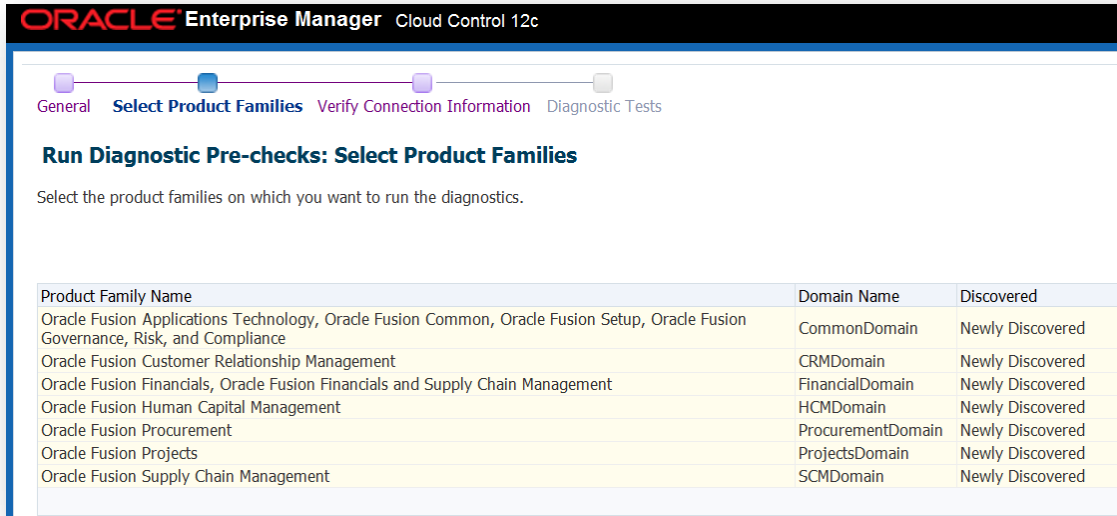 ORACLE Enterprise Manager Cloud Control 12c
General Select Product Families Verify Connection Information Diagnostic Tests
Run Diagnostic Pre-checks: Select Product Families
Select the product families on which you want to run the diagnostics.
Product Family Name Domain Name Discovered
Oracle Fusion Applications Technology, Oracle Fusion Common, Oracle Fusion Setup, Oracle Fusion
Governance, Risk, and Compliance CommonDomain Newly Discovered
Oracle Fusion Customer Relationship Management CRMDomain Newly Discovered
Oracle Fusion Financials, Oracle Fusion Financials and Supply Chain Management FinancialDomain Newly Discovered
Oracle Fusion Human Capital Management HCMDomain Newly Discovered
Oracle Fusion Procurement ProcurementDomain Newly Discovered
Oracle Fusion Projects ProjectsDomain Newly Discovered
Oracle Fusion Supply Chain Management SCMDomain Newly Discovered